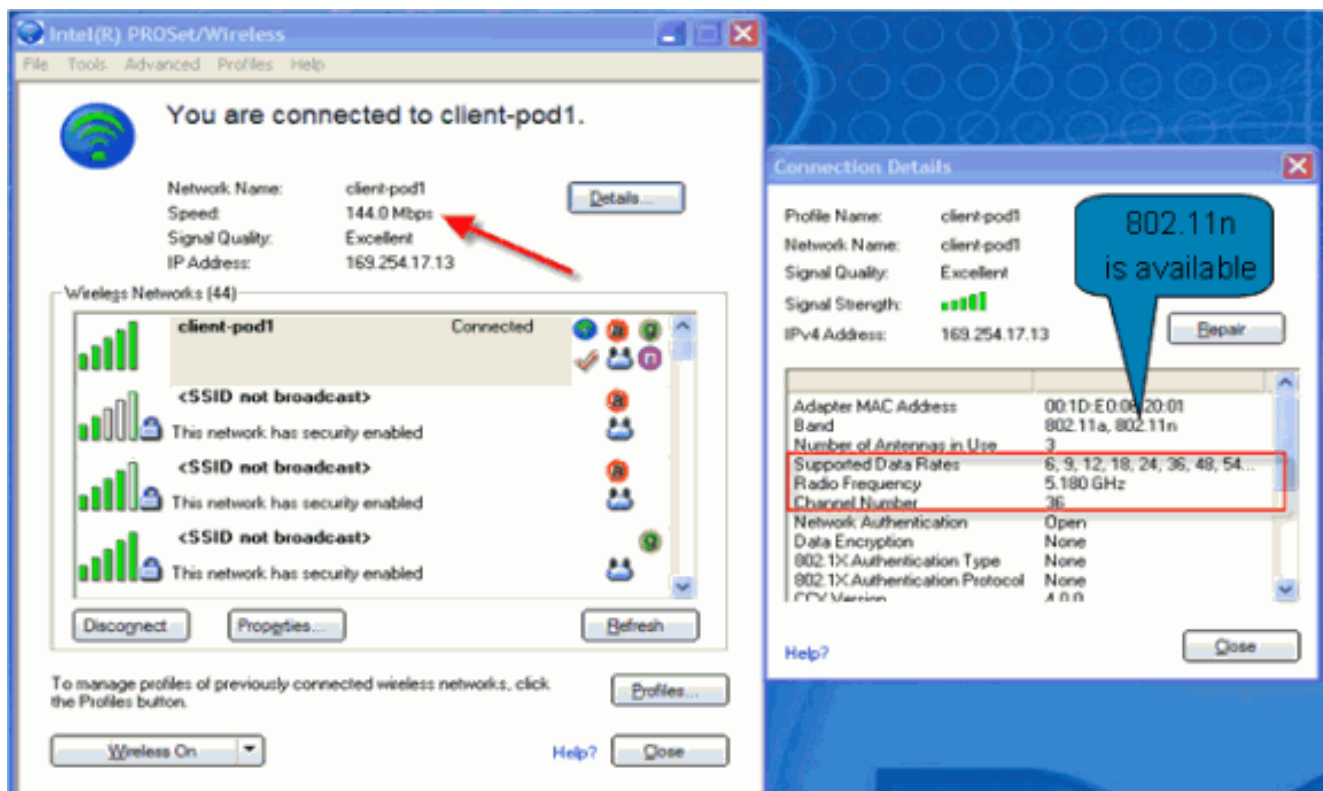 Intel(R) PROSet/Wireless
File Tools Advanced Profiles Help
You are connected to client-pod1.
Network Name: client-pod1
Speed: 144.0 Mbps
Signal Quality: Excellent
IP Address: 169.254.17.13
Details...
Wireless Networks (44)
client-pod1 Connected
a g
n
<SSID not broadcast>
a
This network has security enabled
<SSID not broadcast>
a
This network has security enabled
<SSID not broadcast>
g
This network has security enabled
Disconnect Properties... Refresh
To manage profiles of previously connected wireless networks, click
the Profiles button.
Profiles...
Wireless On Help? Close
Connection Details
Profile Name: client-pod1
Network Name: client-pod1
Signal Quality: Excellent
Signal Strength:
IPv4 Address: 169.254.17.13
802.11n
is available
Repair
Adapter MAC Address 00:1D:E0:06:20:01
Band 802.11a, 802.11n
Number of Antennas in Use 3
Supported Data Rates 6, 9, 12, 18, 24, 36, 48, 54...
Radio Frequency 5.180 GHz
Channel Number 36
Network Authentication Open
Data Encryption None
802.1X Authentication Type None
802.1X Authentication Protocol None
CCX Version 4.0.0
Help? Close